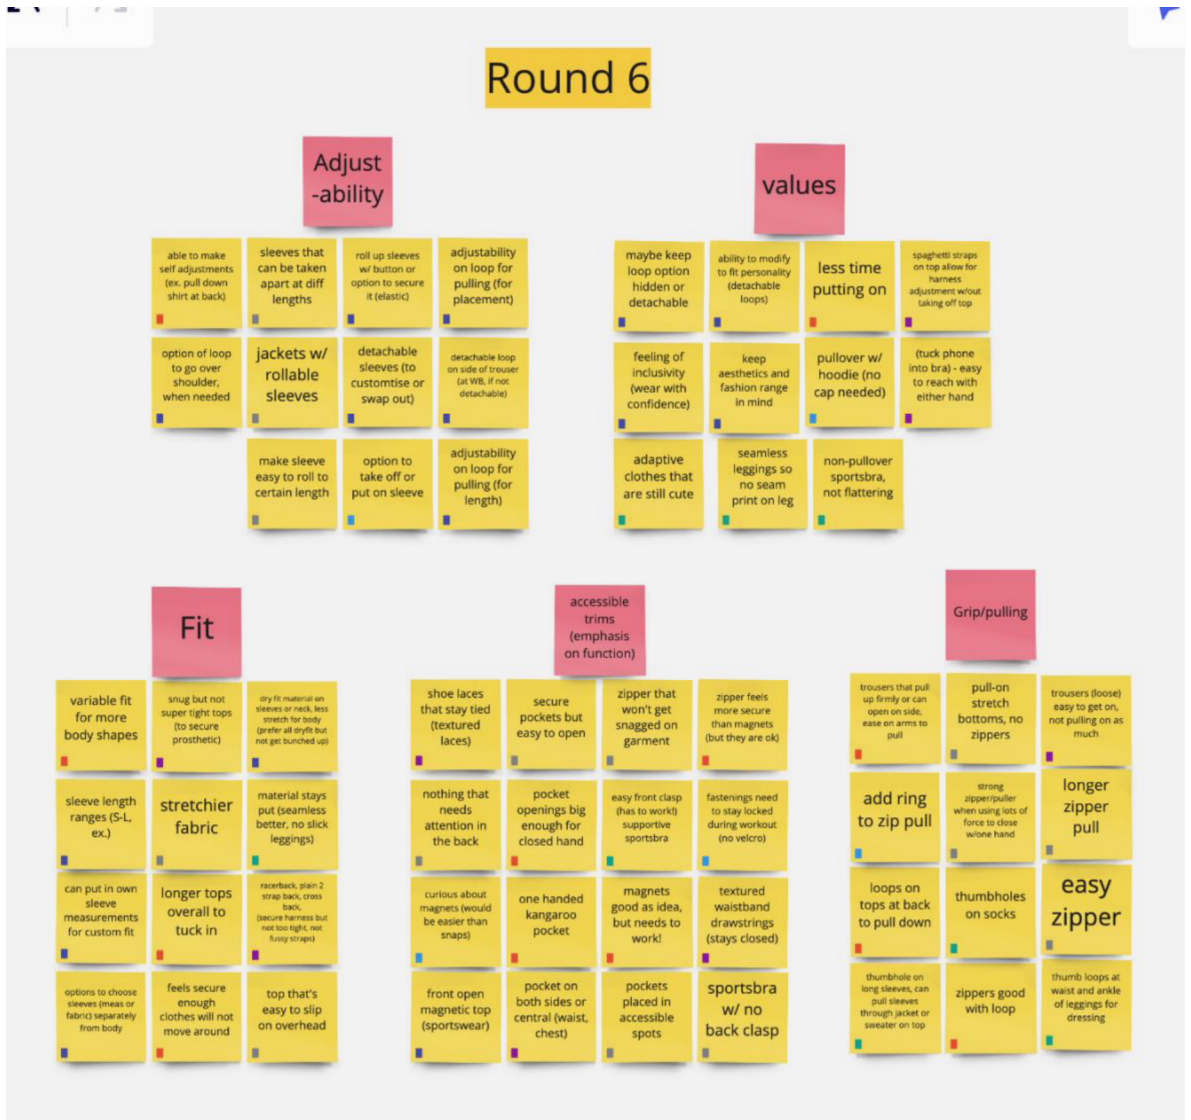 Round 6
Adjust
-ability
able to make
self adjustments
(ex. pull down
shirt at back)
sleeves that
can be taken
apart at diff
lengths
roll up sleeves
w/ button or
option to secure
it (elastic)
adjustability
on loop for
pulling (for
placement)
option of loop
to go over
shoulder,
when needed
jackets w/
rollable
sleeves
detachable
sleeves (to
customtise or
swap out)
detachable loop
on side of trouser
(at WB, if not
detachable)
make sleeve
easy to roll to
certain length
option to
take off or
put on sleeve
adjustability
on loop for
pulling (for
length)
values
maybe keep
loop option
hidden or
detachable
ability to modify
to fit personality
(detachable
loops)
less time
putting on
spaghetti straps
on top allow for
harness
adjustment w/out
taking off top
feeling of
inclusivity
(wear with
confidence)
keep
aesthetics and
fashion range
in mind
pullover w/
hoodie (no
cap needed)
(tuck phone
into bra) - easy
to reach with
either hand
adaptive
clothes that
are still cute
seamless
leggings so
no seam
print on leg
non-pullover
sportsbra,
not flattering
Fit
variable fit
for more
body shapes
snug but not
super tight tops
(to secure
prosthetic)
dry fit material on
sleeves or neck, less
stretch for body
(prefer all dryfit but
not get bunched up)
sleeve length
ranges (S-L,
ex.)
stretchier
fabric
material stays
put (seamless
better, no slick
leggings)
can put in own
sleeve
measurements
for custom fit
longer tops
overall to
tuck in
racerback, plain 2
strap back, cross
back,
(secure harness but
not too tight, not
fussy straps)
options to choose
sleeves (meas or
fabric) separately
from body
feels secure
enough
clothes will not
move around
top that's
easy to slip
on overhead
accessible
trims
(emphasis
on function)
shoe laces
that stay tied
(textured
laces)
secure
pockets but
easy to open
zipper that
won't get
snagged on
garment
zipper feels
more secure
than magnets
(but they are ok)
nothing that
needs
attention in
the back
pocket
openings big
enough for
closed hand
easy front clasp
(has to work!)
supportive
sportsbra
fastenings need
to stay locked
during workout
(no velcro)
curious about
magnets (would
be easier than
snaps)
one handed
kangaroo
pocket
magnets
good as idea,
but needs to
work!
textured
waistband
drawstrings
(stays closed)
front open
magnetic top
(sportswear)
pocket on
both sides or
central (waist,
chest)
pockets
placed in
accessible
spots
sportsbra
w/ no
back clasp
Grip/pulling
trousers that pull
up firmly or can
open on side,
ease on arms to
pull
pull-on
stretch
bottoms, no
zippers
trousers (loose)
easy to get on,
not pulling on as
much
add ring
to zip pull
strong
zipper/puller
when using lots of
force to close
w/one hand
longer
zipper
pull
loops on
tops at back
to pull down
thumbholes
on socks
easy
zipper
thumbhole on
long sleeves, can
pull sleeves
through jacket or
sweater on top
zippers good
with loop
thumb loops at
waist and ankle
of leggings for
dressing